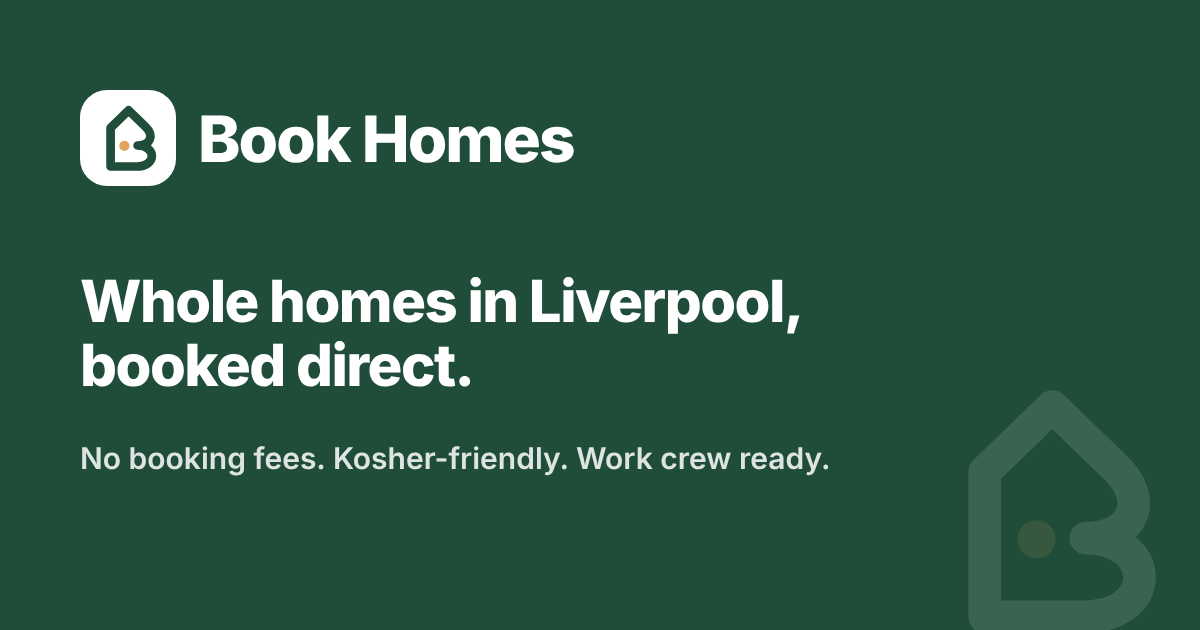 Book Homes
Whole homes in Liverpool,
booked direct.
No booking fees. Kosher-friendly. Work crew ready.